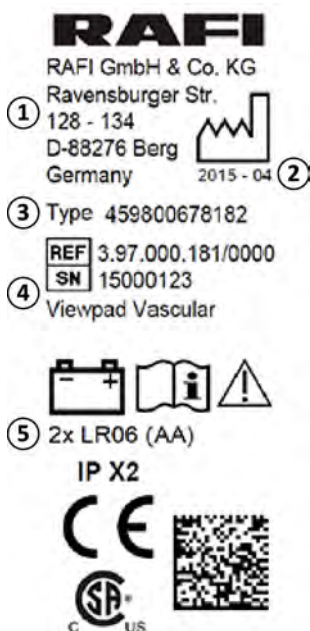 RAFI
RAFI GmbH & Co. KG
① Ravensburger Str.
128 - 134
D-88276 Berg
Germany
2015 - 04 ②
③ Type 459800678182
REF 3.97.000.181/0000
④ SN 15000123
Viewpad Vascular
- + i !
⑤ 2x LR06 (AA)
IP X2
CE
SA ®
C US